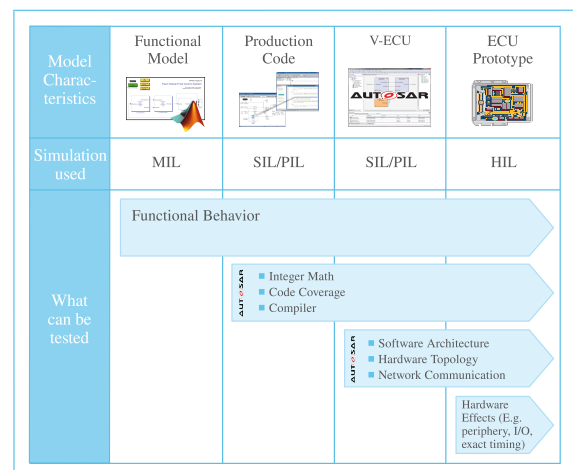 Model
Charac-
teristics
Functional
Model
Production
Code
V-ECU
AUTOSAR
ECU
Prototype
Simulation
used
MIL
SIL/PIL
SIL/PIL
HIL
What
can be
tested
Functional Behavior
AUTOSAR
Integer Math
Code Coverage
Compiler
AUTOSAR
Software Architecture
Hardware Topology
Network Communication
Hardware
Effects (E.g.
periphery, I/O,
exact timing)